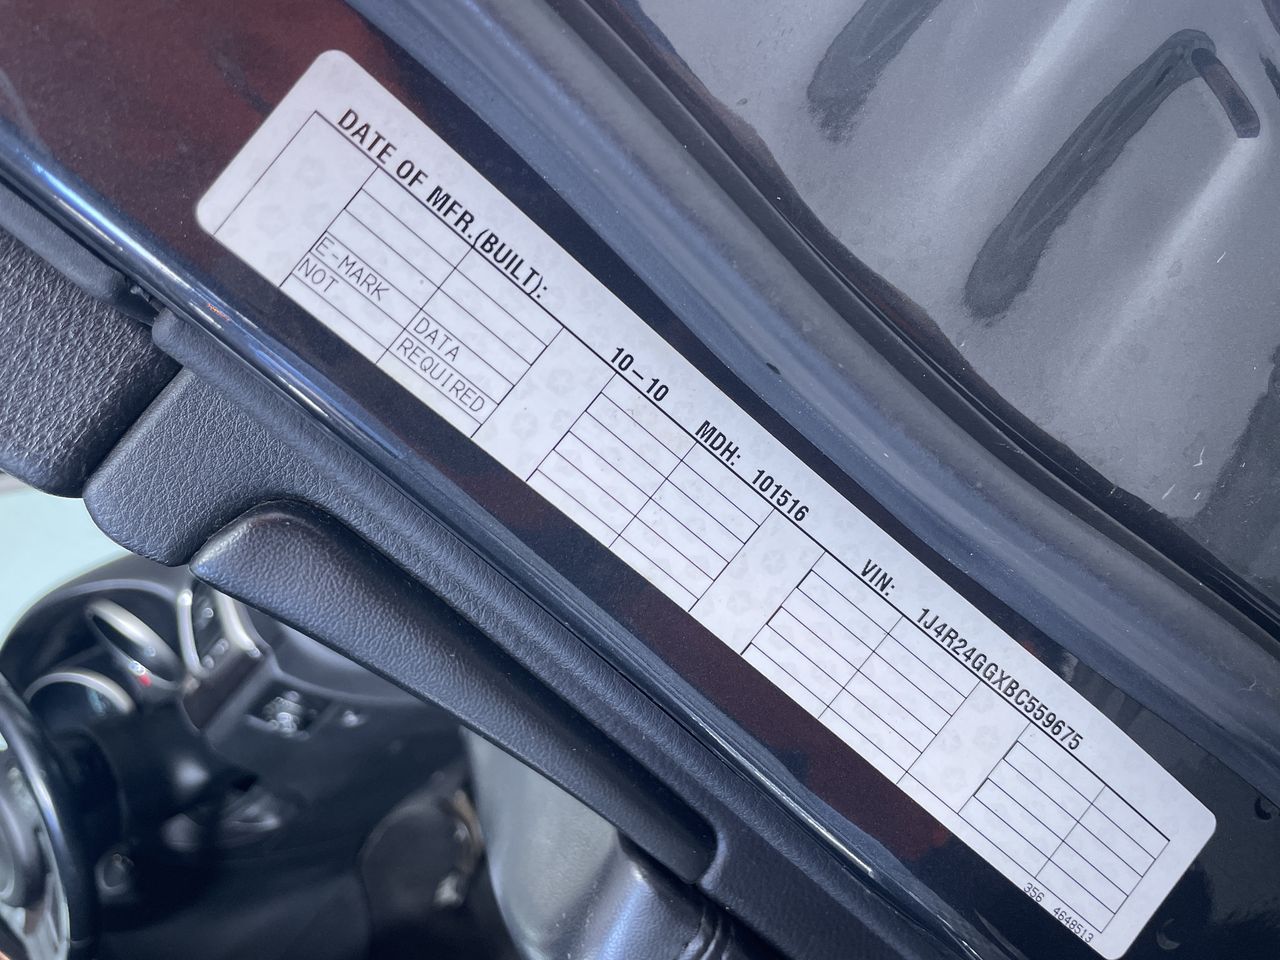 DATE OF MFR.(BUILT): 10-10 MDH: 101516 VIN: 1J4R24GGXBC559675
E-MARK DATA
NOT REQUIRED
356 4648513